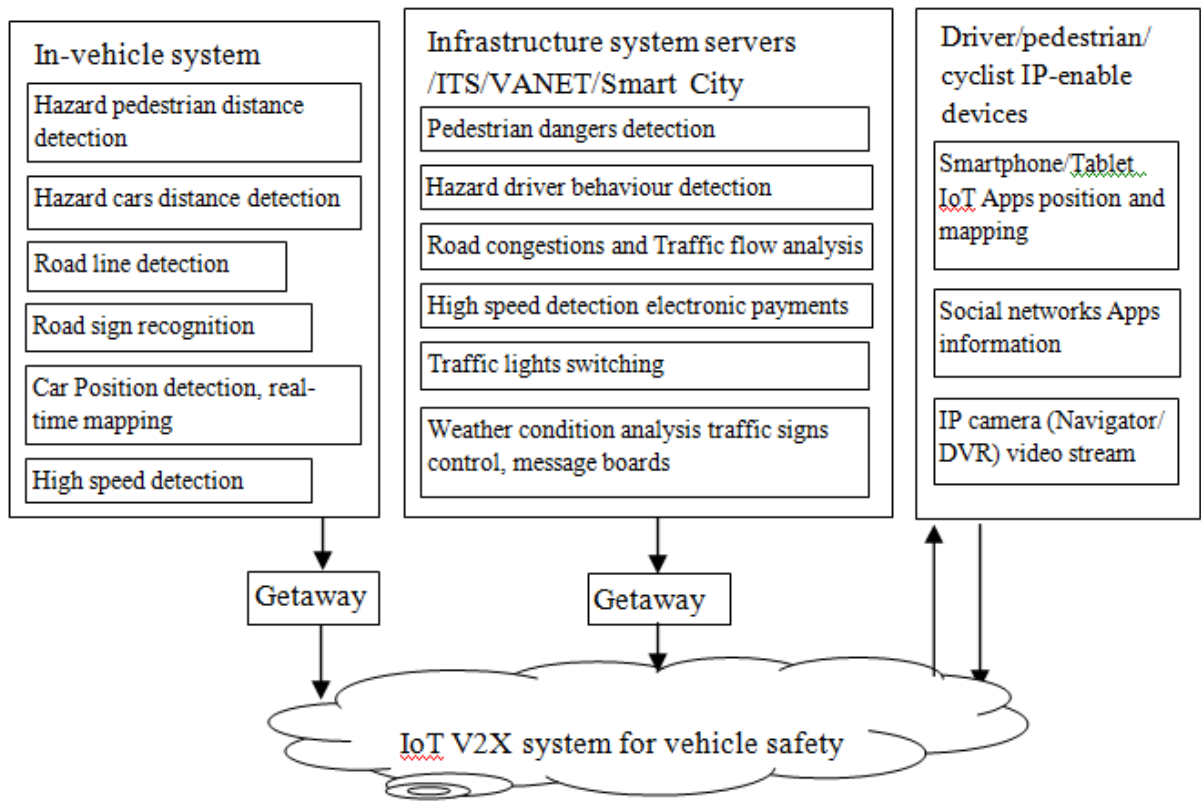 In-vehicle system
Hazard pedestrian distance
detection
Hazard cars distance detection
Road line detection
Road sign recognition
Car Position detection, real-
time mapping
High speed detection
Infrastructure system servers
/ITS/VANET/Smart City
Pedestrian dangers detection
Hazard driver behaviour detection
Road congestions and Traffic flow analysis
High speed detection electronic payments
Traffic lights switching
Weather condition analysis traffic signs
control, message boards
Driver/pedestrian/
cyclist IP-enable
devices
Smartphone/Tablet
IoT Apps position and
mapping
Social networks Apps
information
IP camera (Navigator/
DVR) video stream
Getaway
Getaway
IoT V2X system for vehicle safety